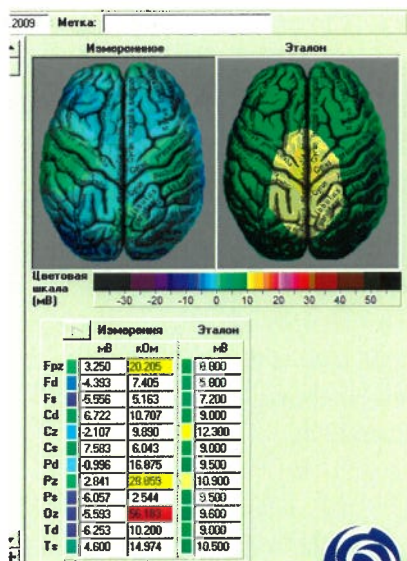 2009 Метка:
Измеренное Эталон
Цветовая
шкала
(мВ)
-30 -20 -10 0 10 20 30 40 50
Измерения Эталон
мВ кОм мВ
Fpz 3.250 20.205 8.800
Fd -4.393 7.405 5.800
Fs -5.556 5.163 7.200
Cd 6.722 10.707 9.000
Cz -2.107 9.890 12.300
Cs 7.583 6.043 9.000
Pd -0.996 16.875 9.500
Pz 2.841 10.900
Ps -6.057 2.544 9.500
Oz -5.593 56.183 9.600
Td -6.253 10.200 9.000
Ts 4.600 14.974 10.500